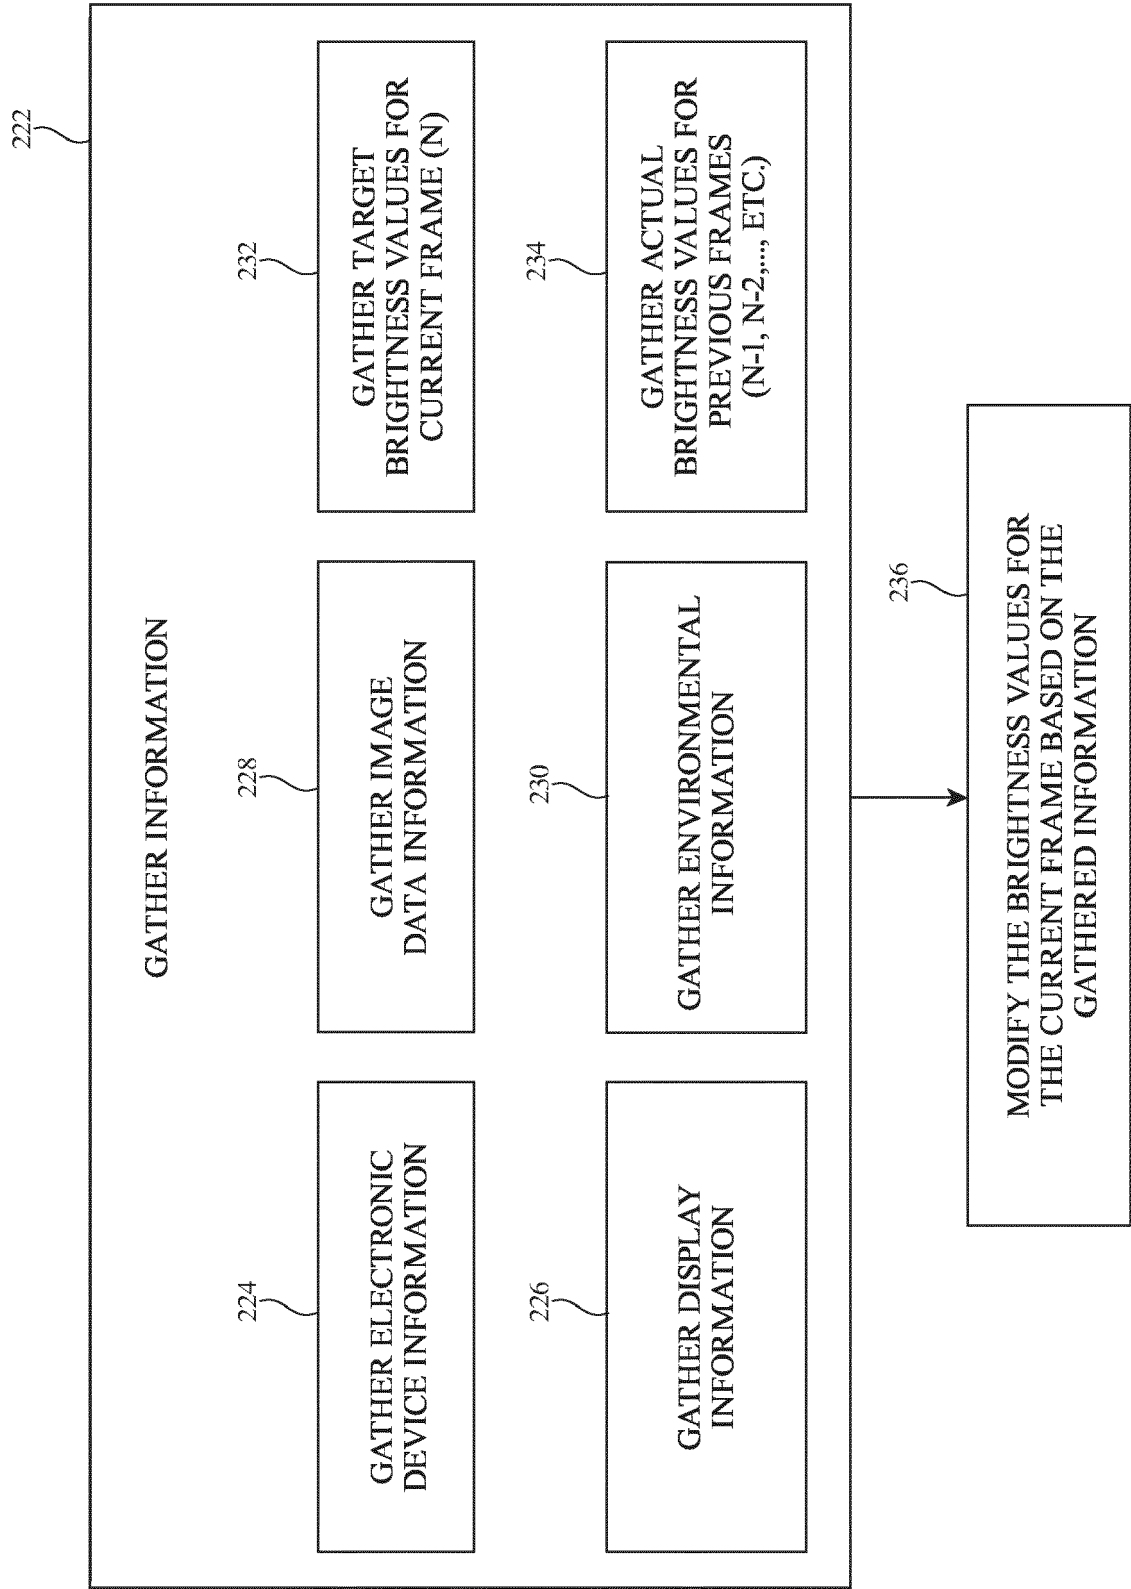 222
GATHER INFORMATION
224
GATHER ELECTRONIC
DEVICE INFORMATION
228
GATHER IMAGE
DATA INFORMATION
232
GATHER TARGET
BRIGHTNESS VALUES FOR
CURRENT FRAME (N)
226
GATHER DISPLAY
INFORMATION
230
GATHER ENVIRONMENTAL
INFORMATION
234
GATHER ACTUAL
BRIGHTNESS VALUES FOR
PREVIOUS FRAMES
(N-1, N-2,..., ETC.)
236
MODIFY THE BRIGHTNESS VALUES FOR
THE CURRENT FRAME BASED ON THE
GATHERED INFORMATION